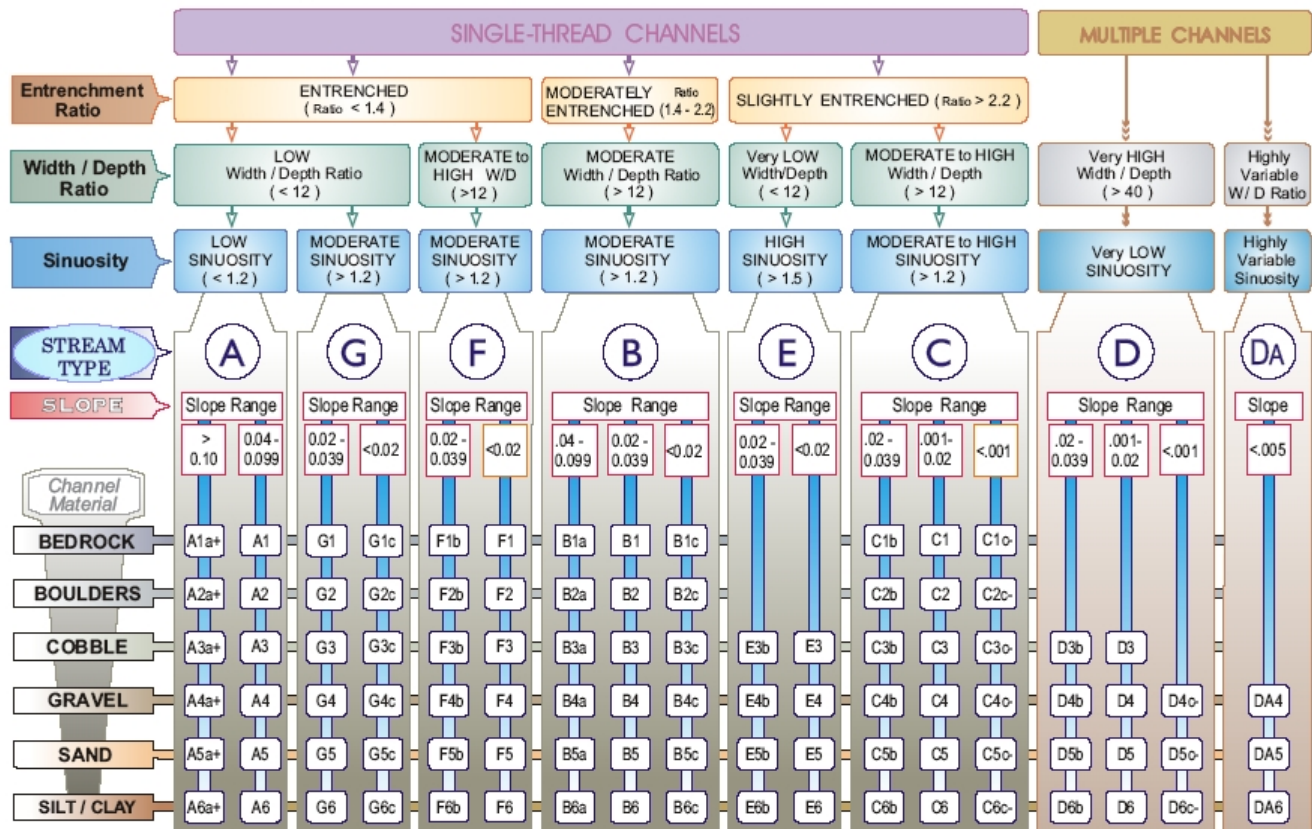 SINGLE-THREAD CHANNELS
MULTIPLE CHANNELS
Entrenchment
Ratio
ENTRENCHED
( Ratio < 1.4 )
MODERATELY Ratio
ENTRENCHED (1.4 - 2.2)
SLIGHTLY ENTRENCHED ( Ratio > 2.2 )
Width / Depth
Ratio
LOW
Width / Depth Ratio
( < 12 )
MODERATE to
HIGH W/D
( >12 )
MODERATE
Width / Depth Ratio
( > 12 )
Very LOW
Width/Depth
( < 12 )
MODERATE to HIGH
Width / Depth
( > 12 )
Very HIGH
Width / Depth
( > 40 )
Highly
Variable
W/ D Ratio
Sinuosity
LOW
SINUOSITY
( < 1.2 )
MODERATE
SINUOSITY
( > 1.2 )
MODERATE
SINUOSITY
( > 1.2 )
MODERATE
SINUOSITY
( > 1.2 )
HIGH
SINUOSITY
( > 1.5 )
MODERATE to HIGH
SINUOSITY
( > 1.2 )
Very LOW
SINUOSITY
Highly
Variable
Sinuosity
STREAM
TYPE
A G F B E C D DA
SLOPE
Slope Range Slope Range Slope Range Slope Range Slope Range Slope Range Slope Range Slope
>
0.10
0.04 -
0.099
0.02 -
0.039
<0.02
0.02 -
0.039
<0.02
.04 -
0.099
0.02 -
0.039
<0.02
0.02 -
0.039
<0.02
.02 -
0.039
.001-
0.02
<.001
.02 -
0.039
.001-
0.02
<.001
<.005
Channel
Material
BEDROCK A1a+ A1 G1 G1c F1b F1 B1a B1 B1c C1b C1 C1c-
BOULDERS A2a+ A2 G2 G2c F2b F2 B2a B2 B2c C2b C2 C2c-
COBBLE A3a+ A3 G3 G3c F3b F3 B3a B3 B3c E3b E3 C3b C3 C3c- D3b D3
GRAVEL A4a+ A4 G4 G4c F4b F4 B4a B4 B4c E4b E4 C4b C4 C4c- D4b D4 D4c- DA4
SAND A5a+ A5 G5 G5c F5b F5 B5a B5 B5c E5b E5 C5b C5 C5c- D5b D5 D5c- DA5
SILT / CLAY A6a+ A6 G6 G6c F6b F6 B6a B6 B6c E6b E6 C6b C6 C6c- D6b D6 D6c- DA6